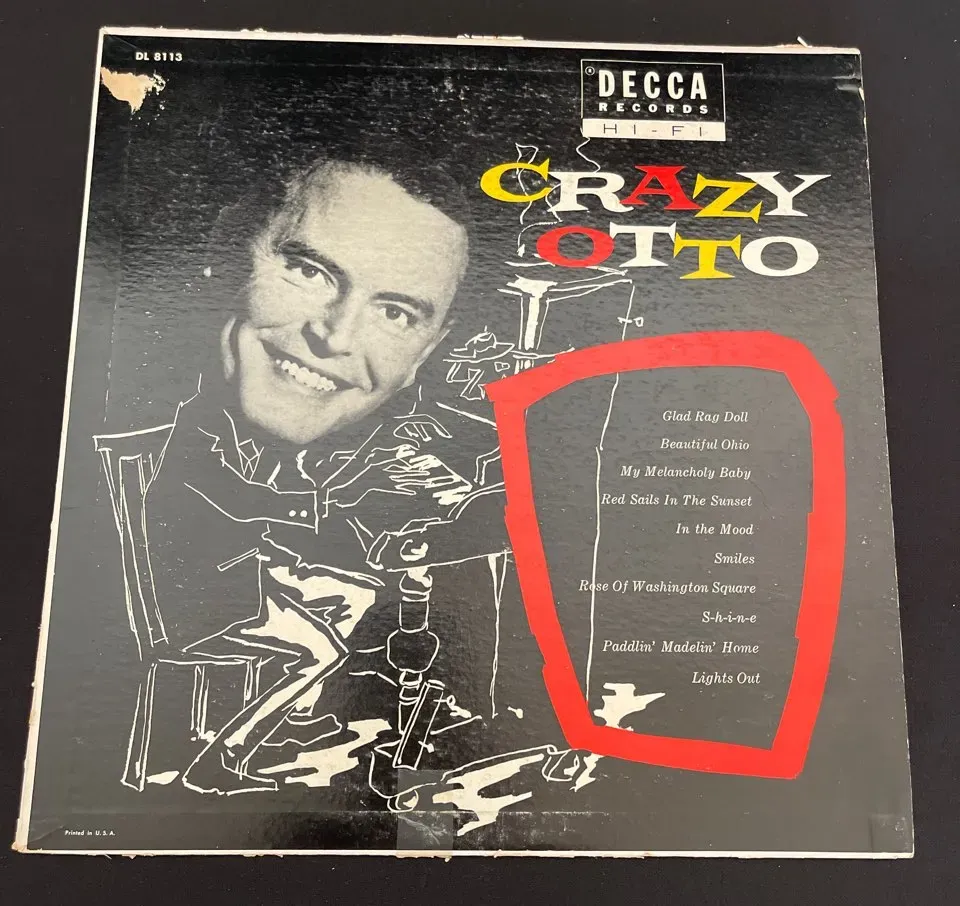 DL 8113
® DECCA
RECORDS
HI-FI
CRAZY
OTTO
Glad Rag Doll
Beautiful Ohio
My Melancholy Baby
Red Sails In The Sunset
In the Mood
Smiles
Rose Of Washington Square
S-h-i-n-e
Paddlin' Madelin' Home
Lights Out
Printed in U. S. A.